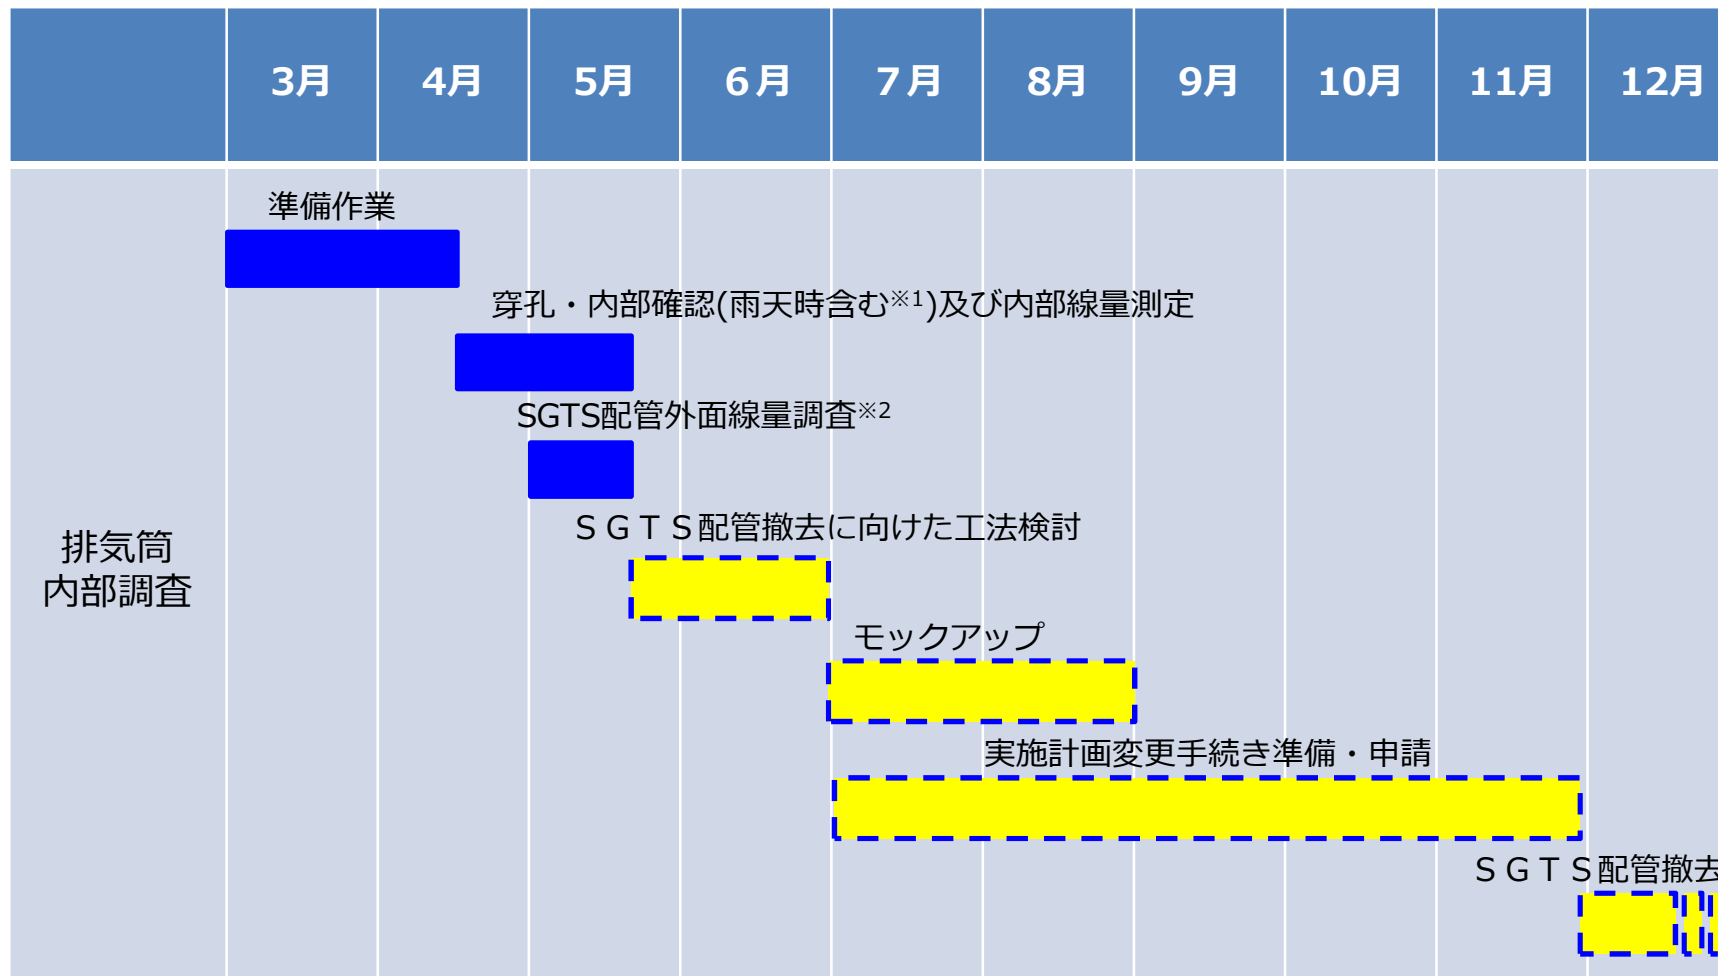 3月 4月 5月 6月 7月 8月 9月 10月 11月 12月
準備作業
穿孔・内部確認(雨天時含む※1)及び内部線量測定
SGTS配管外面線量調査※2
ＳＧＴＳ配管撤去に向けた工法検討
排気筒
内部調査
モックアップ
実施計画変更手続き準備・申請
ＳＧＴＳ配管撤去